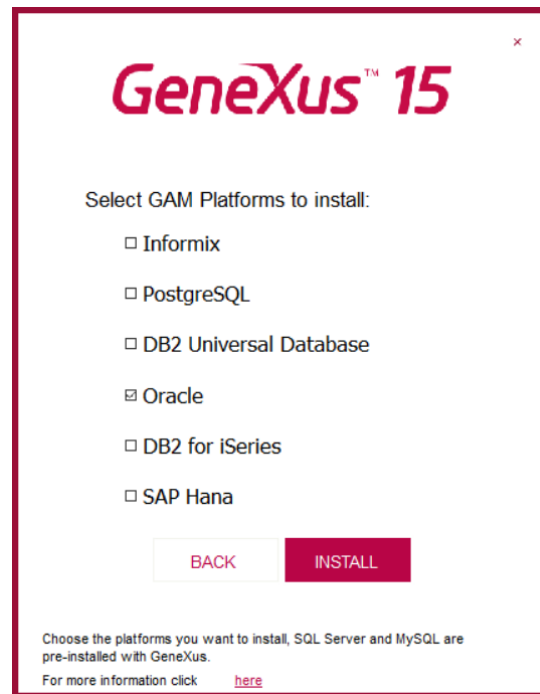 ×
GeneXus™ 15
Select GAM Platforms to install:
Informix
PostgreSQL
DB2 Universal Database
Oracle
DB2 for iSeries
SAP Hana
BACK INSTALL
Choose the platforms you want to install, SQL Server and MySQL are
pre-installed with GeneXus.
For more information click here